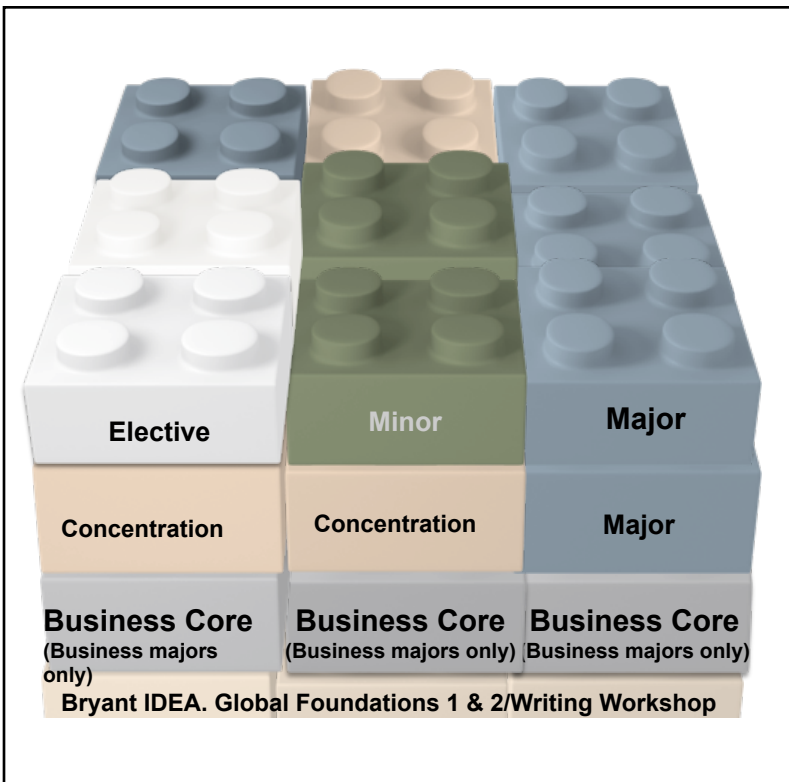 Elective
Minor
Major
Concentration
Concentration
Major
Business Core
(Business majors
only)
Business Core
(Business majors only)
Business Core
(Business majors only)
Bryant IDEA. Global Foundations 1 & 2/Writing Workshop